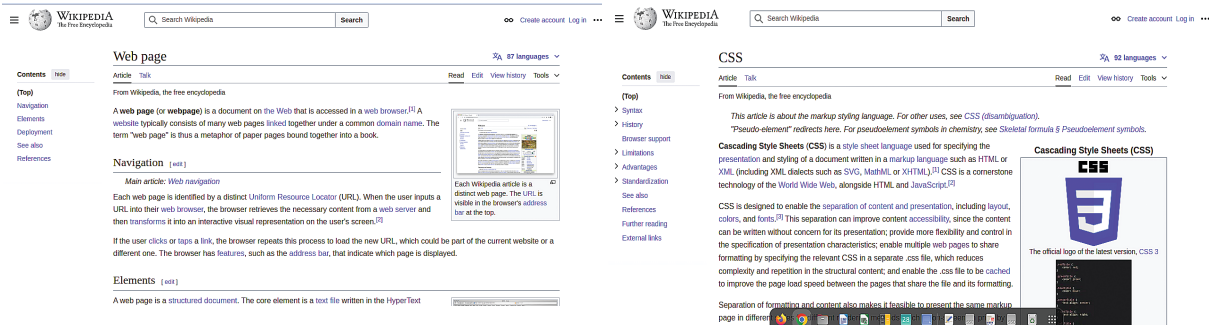 WIKIPEDIA
The Free Encyclopedia
Search Wikipedia
Search
Create account Log in
Web page
87 languages
Contents hide
(Top)
Navigation
Elements
Deployment
See also
References
Article Talk
Read Edit View history Tools
From Wikipedia, the free encyclopedia
A web page (or webpage) is a document on the Web that is accessed in a web browser.[1] A
website typically consists of many web pages linked together under a common domain name. The
term "web page" is thus a metaphor of paper pages bound together into a book.
Each Wikipedia article is a
distinct web page. The URL is
visible in the browser's address
bar at the top.
Navigation [ edit ]
Main article: Web navigation
Each web page is identified by a distinct Uniform Resource Locator (URL). When the user inputs a
URL into their web browser, the browser retrieves the necessary content from a web server and
then transforms it into an interactive visual representation on the user's screen.[2]
If the user clicks or taps a link, the browser repeats this process to load the new URL, which could be part of the current website or a
different one. The browser has features, such as the address bar, that indicate which page is displayed.
Elements [ edit ]
A web page is a structured document. The core element is a text file written in the HyperText
WIKIPEDIA
The Free Encyclopedia
Search Wikipedia
Search
Create account Log in
CSS
92 languages
Contents hide
(Top)
Syntax
History
Browser support
Limitations
Advantages
Standardization
See also
References
Further reading
External links
Article Talk
Read Edit View history Tools
From Wikipedia, the free encyclopedia
This article is about the markup styling language. For other uses, see CSS (disambiguation).
"Pseudo-element" redirects here. For pseudoelement symbols in chemistry, see Skeletal formula § Pseudoelement symbols.
Cascading Style Sheets (CSS) is a style sheet language used for specifying the
presentation and styling of a document written in a markup language such as HTML or
XML (including XML dialects such as SVG, MathML or XHTML).[1] CSS is a cornerstone
technology of the World Wide Web, alongside HTML and JavaScript.[2]
CSS is designed to enable the separation of content and presentation, including layout,
colors, and fonts.[3] This separation can improve content accessibility, since the content
can be written without concern for its presentation; provide more flexibility and control in
the specification of presentation characteristics; enable multiple web pages to share
formatting by specifying the relevant CSS in a separate .css file, which reduces
complexity and repetition in the structural content; and enable the .css file to be cached
to improve the page load speed between the pages that share the file and its formatting.
Separation of formatting and content also makes it feasible to present the same markup
page in different
Cascading Style Sheets (CSS)
CSS
The official logo of the latest version, CSS 3